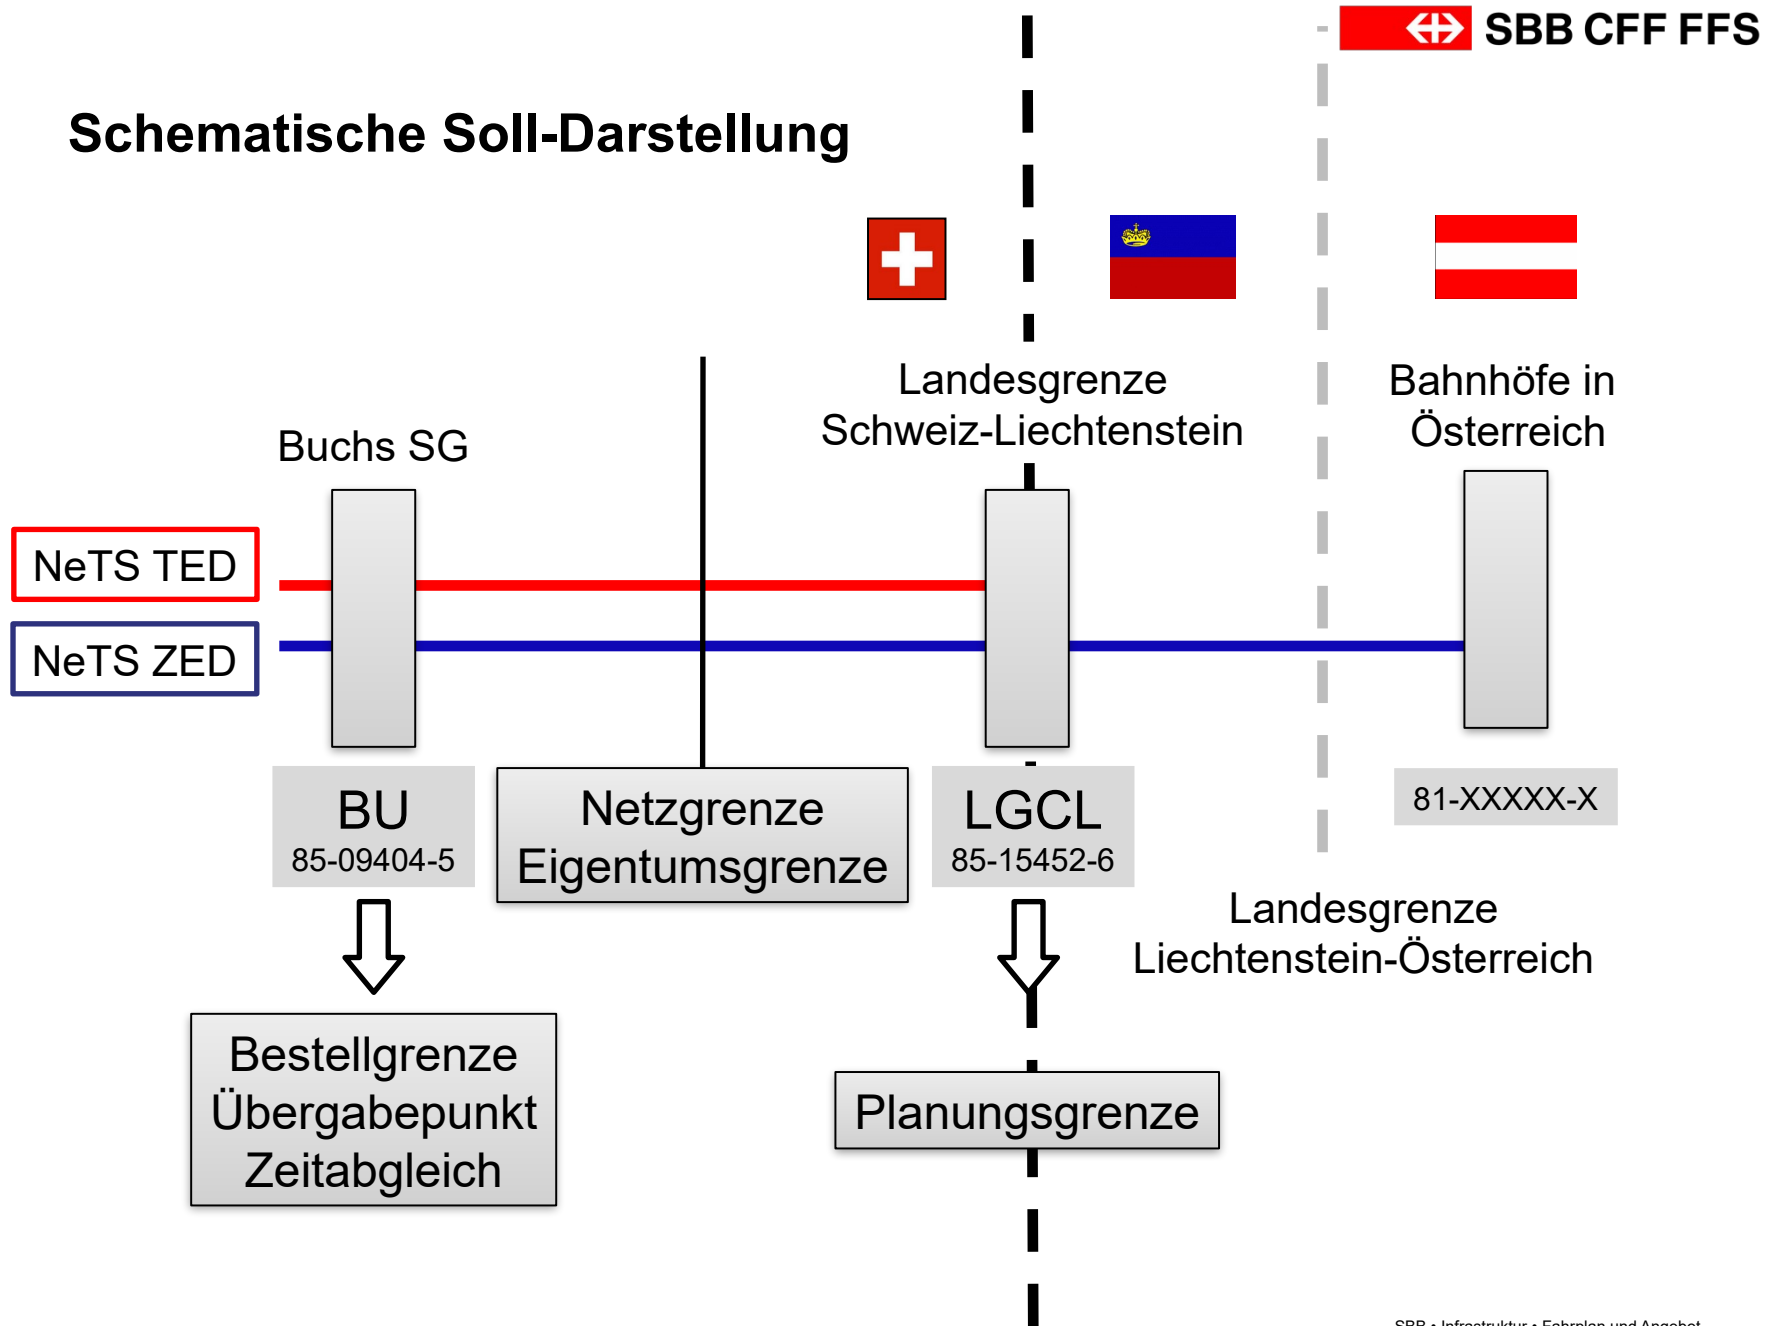 SBB CFF FFS
Schematische Soll-Darstellung
Landesgrenze
Schweiz-Liechtenstein
Bahnhöfe in
Österreich
Buchs SG
NeTS TED
NeTS ZED
BU
85-09404-5
Netzgrenze
Eigentumsgrenze
LGCL
85-15452-6
81-XXXXX-X
Landesgrenze
Liechtenstein-Österreich
Bestellgrenze
Übergabepunkt
Zeitabgleich
Planungsgrenze
SBB • Infrastruktur • Fahrplan und Angebot